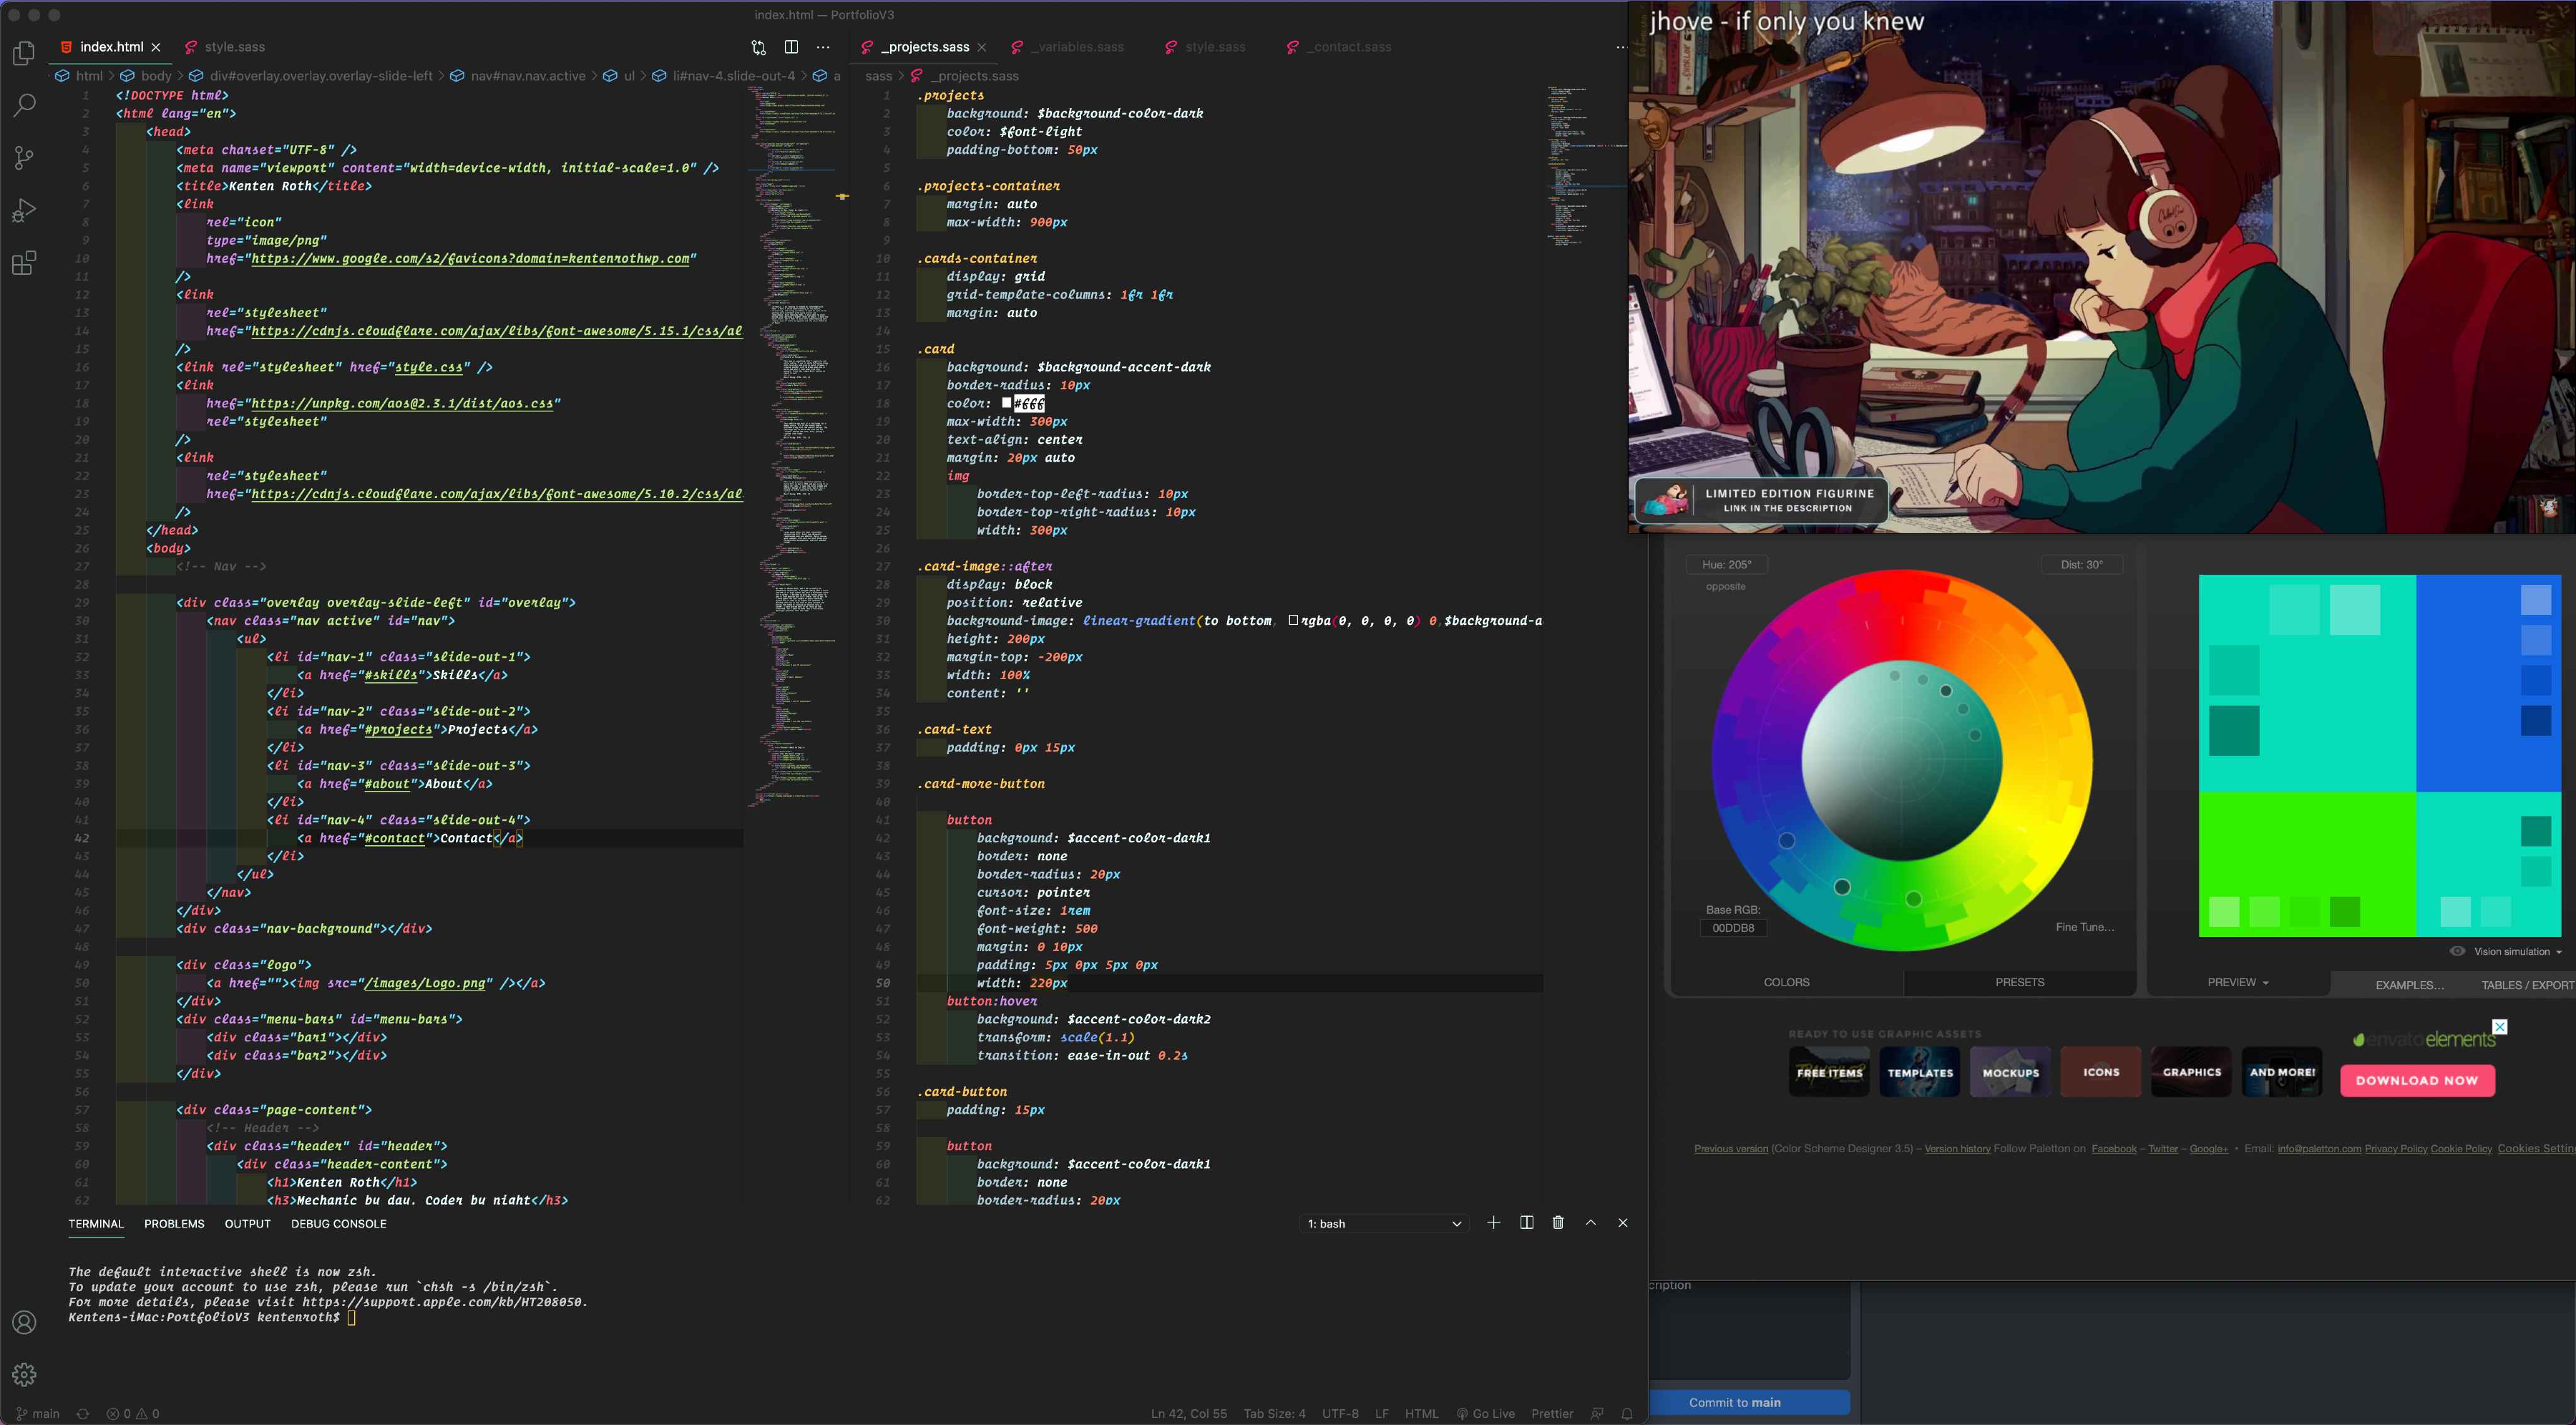 index.html — PortfolioV3
index.html
style.sass
html > body > div#overlay.overlay.overlay-slide-left > nav#nav.nav.active > ul > li#nav-4.slide-out-4 > a
1 <!DOCTYPE html>
2 <html lang="en">
3 <head>
4 <meta charset="UTF-8" />
5 <meta name="viewport" content="width=device-width, initial-scale=1.0" />
6 <title>Kenten Roth</title>
7 <link
8 rel="icon"
9 type="image/png"
10 href="https://www.google.com/s2/favicons?domain=kentenrothwp.com"
11 />
12 <link
13 rel="stylesheet"
14 href="https://cdnjs.cloudflare.com/ajax/libs/font-awesome/5.15.1/css/al
15 />
16 <link rel="stylesheet" href="style.css" />
17 <link
18 href="https://unpkg.com/aos@2.3.1/dist/aos.css"
19 rel="stylesheet"
20 />
21 <link
22 rel="stylesheet"
23 href="https://cdnjs.cloudflare.com/ajax/libs/font-awesome/5.10.2/css/al
24 />
25 </head>
26 <body>
27 <!-- Nav -->
28
29 <div class="overlay overlay-slide-left" id="overlay">
30 <nav class="nav active" id="nav">
31 <ul>
32 <li id="nav-1" class="slide-out-1">
33 <a href="#skills">Skills</a>
34 </li>
35 <li id="nav-2" class="slide-out-2">
36 <a href="#projects">Projects</a>
37 </li>
38 <li id="nav-3" class="slide-out-3">
39 <a href="#about">About</a>
40 </li>
41 <li id="nav-4" class="slide-out-4">
42 <a href="#contact">Contact</a>
43 </li>
44 </ul>
45 </nav>
46 </div>
47 <div class="nav-background"></div>
48
49 <div class="logo">
50 <a href=""><img src="/images/Logo.png" /></a>
51 </div>
52 <div class="menu-bars" id="menu-bars">
53 <div class="bar1"></div>
54 <div class="bar2"></div>
55 </div>
56
57 <div class="page-content">
58 <!-- Header -->
59 <div class="header" id="header">
60 <div class="header-content">
61 <h1>Kenten Roth</h1>
62 <h3>Mechanic by day. Coder by night</h3>
_projects.sass
_variables.sass
style.sass
_contact.sass
sass > _projects.sass
1 .projects
2 background: $background-color-dark
3 color: $font-light
4 padding-bottom: 50px
5
6 .projects-container
7 margin: auto
8 max-width: 900px
9
10 .cards-container
11 display: grid
12 grid-template-columns: 1fr 1fr
13 margin: auto
14
15 .card
16 background: $background-accent-dark
17 border-radius: 10px
18 color: #fff
19 max-width: 300px
20 text-align: center
21 margin: 20px auto
22 img
23 border-top-left-radius: 10px
24 border-top-right-radius: 10px
25 width: 300px
26
27 .card-image::after
28 display: block
29 position: relative
30 background-image: linear-gradient(to bottom, rgba(0, 0, 0, 0) 0,$background-a
31 height: 200px
32 margin-top: -200px
33 width: 100%
34 content: ''
35
36 .card-text
37 padding: 0px 15px
38
39 .card-more-button
40
41 button
42 background: $accent-color-dark1
43 border: none
44 border-radius: 20px
45 cursor: pointer
46 font-size: 1rem
47 font-weight: 500
48 margin: 0 10px
49 padding: 5px 0px 5px 0px
50 width: 220px
51 button:hover
52 background: $accent-color-dark2
53 transform: scale(1.1)
54 transition: ease-in-out 0.2s
55
56 .card-button
57 padding: 15px
58
59 button
60 background: $accent-color-dark1
61 border: none
62 border-radius: 20px
TERMINAL PROBLEMS OUTPUT DEBUG CONSOLE
1: bash
The default interactive shell is now zsh.
To update your account to use zsh, please run `chsh -s /bin/zsh`.
For more details, please visit https://support.apple.com/kb/HT208050.
Kentens-iMac:PortfolioV3 kentenroth$
main 0 0
Ln 42, Col 55 Tab Size: 4 UTF-8 LF HTML Go Live Prettier
jhove - if only you knew
LIMITED EDITION FIGURINE
LINK IN THE DESCRIPTION
Hue: 205°
opposite
Dist: 30°
Base RGB:
00DDB8
Fine Tune...
COLORS
PRESETS
Vision simulation
PREVIEW
EXAMPLES...
TABLES / EXPORT
READY TO USE GRAPHIC ASSETS
FREE ITEMS
TEMPLATES
MOCKUPS
ICONS
GRAPHICS
AND MORE!
envato elements
DOWNLOAD NOW
Previous version (Color Scheme Designer 3.5) – Version history Follow Paletton on Facebook – Twitter – Google+ • Email: info@paletton.com Privacy Policy Cookie Policy Cookies Settin
cription
Commit to main